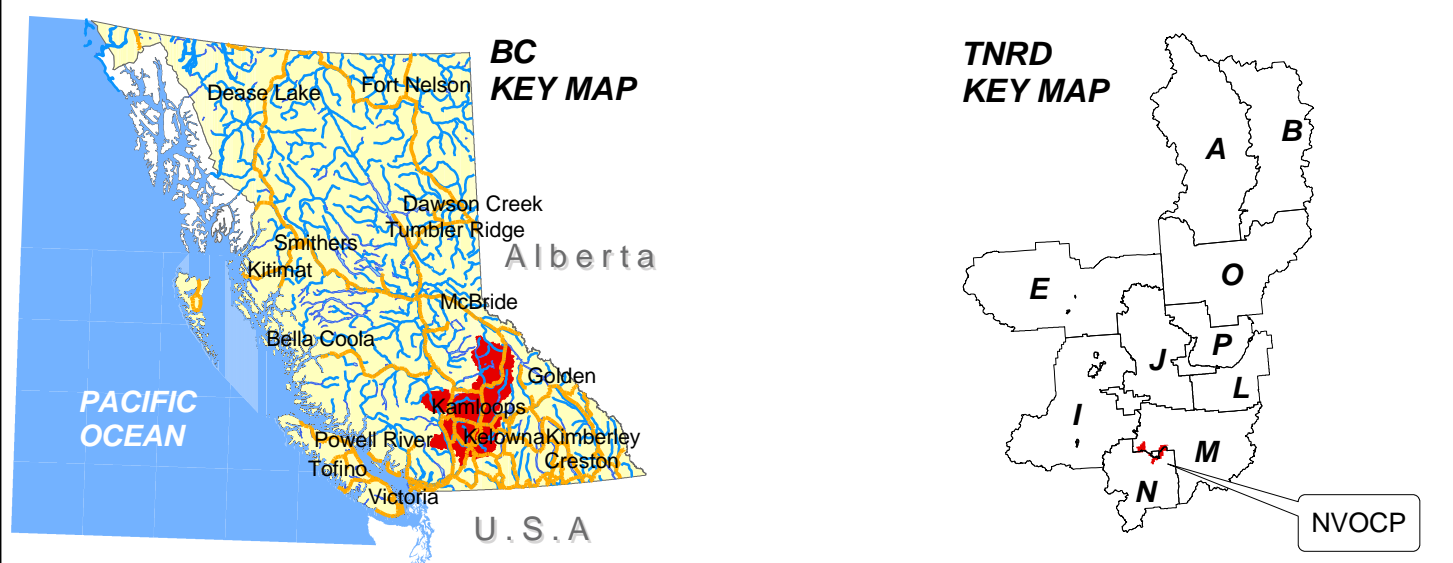 BC
KEY MAP
Dease Lake
Fort Nelson
Dawson Creek
Tumbler Ridge
Alberta
Smithers
Kitimat
McBride
Bella Coola
Golden
PACIFIC
OCEAN
Kamloops
Powell River
Kelowna
Kimberley
Creston
Tofino
Victoria
U.S.A
TNRD
KEY MAP
A
B
E
O
J
P
L
I
M
N
NVOCP